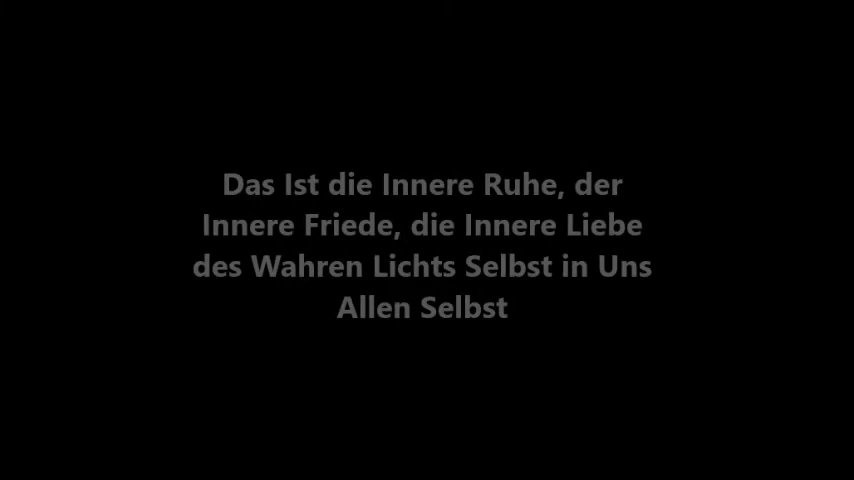 Das Ist die Innere Ruhe, der
Innere Friede, die Innere Liebe
des Wahren Lichts Selbst in Uns
Allen Selbst